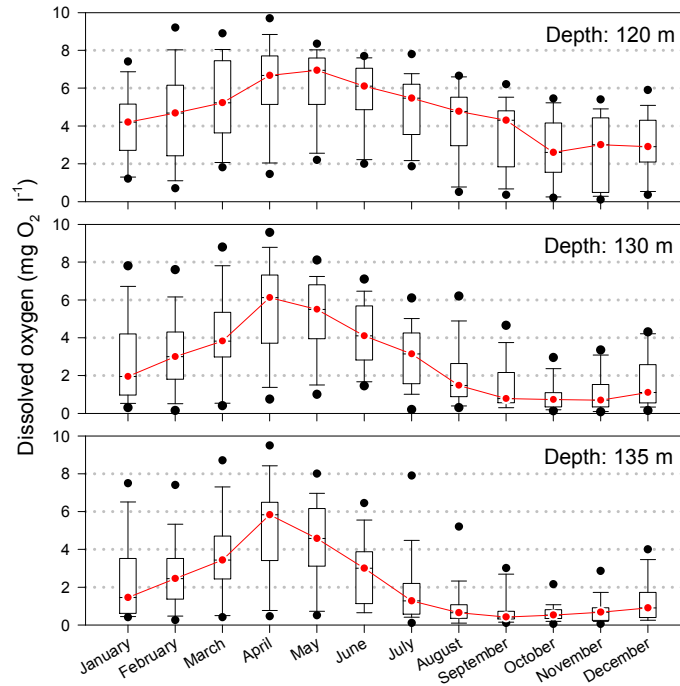 Dissolved oxygen (mg O₂ l⁻¹)
10
8
6
4
2
0
Depth: 120 m
10
8
6
4
2
0
Depth: 130 m
10
8
6
4
2
0
Depth: 135 m
January
February
March
April
May
June
July
August
September
October
November
December